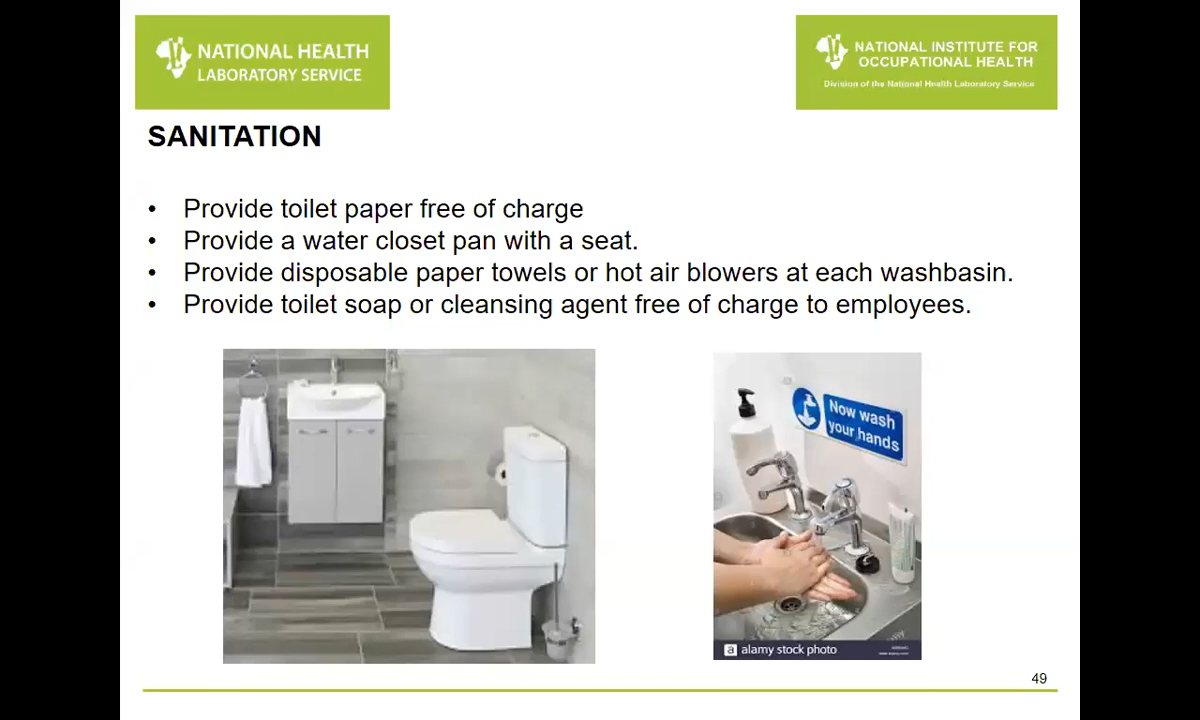 NATIONAL HEALTH
LABORATORY SERVICE
NATIONAL INSTITUTE FOR
OCCUPATIONAL HEALTH
Division of the National Health Laboratory Service
SANITATION
• Provide toilet paper free of charge
• Provide a water closet pan with a seat.
• Provide disposable paper towels or hot air blowers at each washbasin.
• Provide toilet soap or cleansing agent free of charge to employees.
Now wash
your hands
a alamy stock photo
49